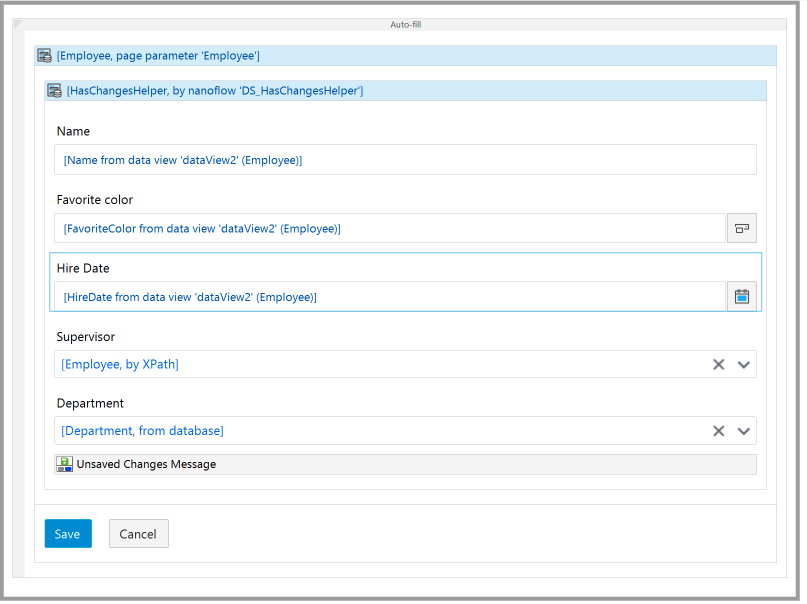 Auto-fill
[Employee, page parameter 'Employee']
[HasChangesHelper, by nanoflow 'DS_HasChangesHelper']
Name
[Name from data view 'dataView2' (Employee)]
Favorite color
[FavoriteColor from data view 'dataView2' (Employee)]
Hire Date
[HireDate from data view 'dataView2' (Employee)]
Supervisor
[Employee, by XPath]
Department
[Department, from database]
Unsaved Changes Message
Save Cancel